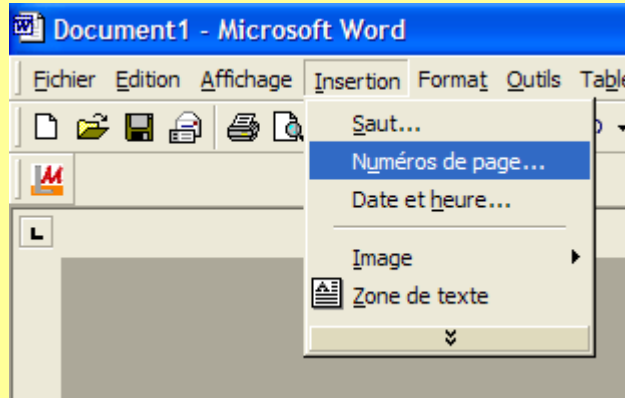 Document1 - Microsoft Word
Fichier Edition Affichage Insertion Format Outils Table
Saut...
Numéros de page...
Date et heure...
Image
Zone de texte